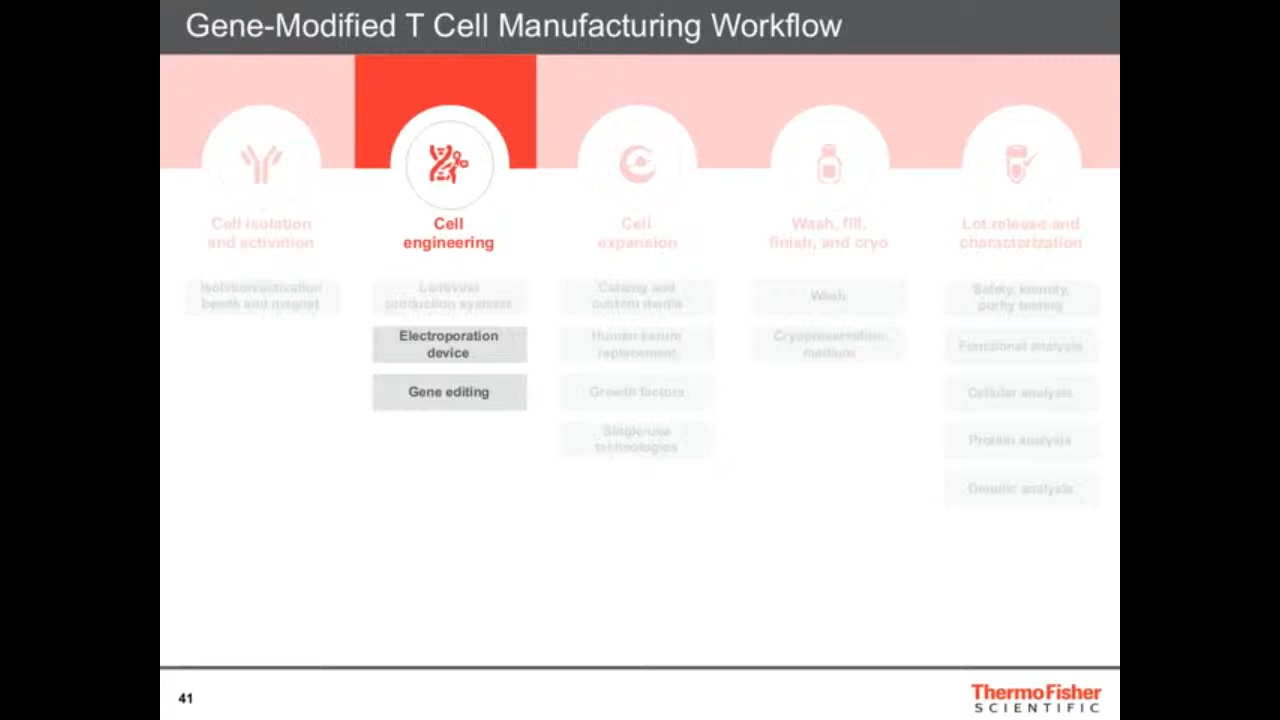 Gene-Modified T Cell Manufacturing Workflow
Cell isolation
and activation
Isolation/activation
beads and magnet
Cell
engineering
Lentiviral
production systems
Electroporation
device
Gene editing
Cell
expansion
Catalog and
custom media
Human serum
replacement
Growth factors
Single-use
technologies
Wash, fill,
finish, and cryo
Wash
Cryopreservation
medium
Lot release and
characterization
Safety, identity,
purity testing
Functional analysis
Cellular analysis
Protein analysis
Genetic analysis
41
ThermoFisher
SCIENTIFIC